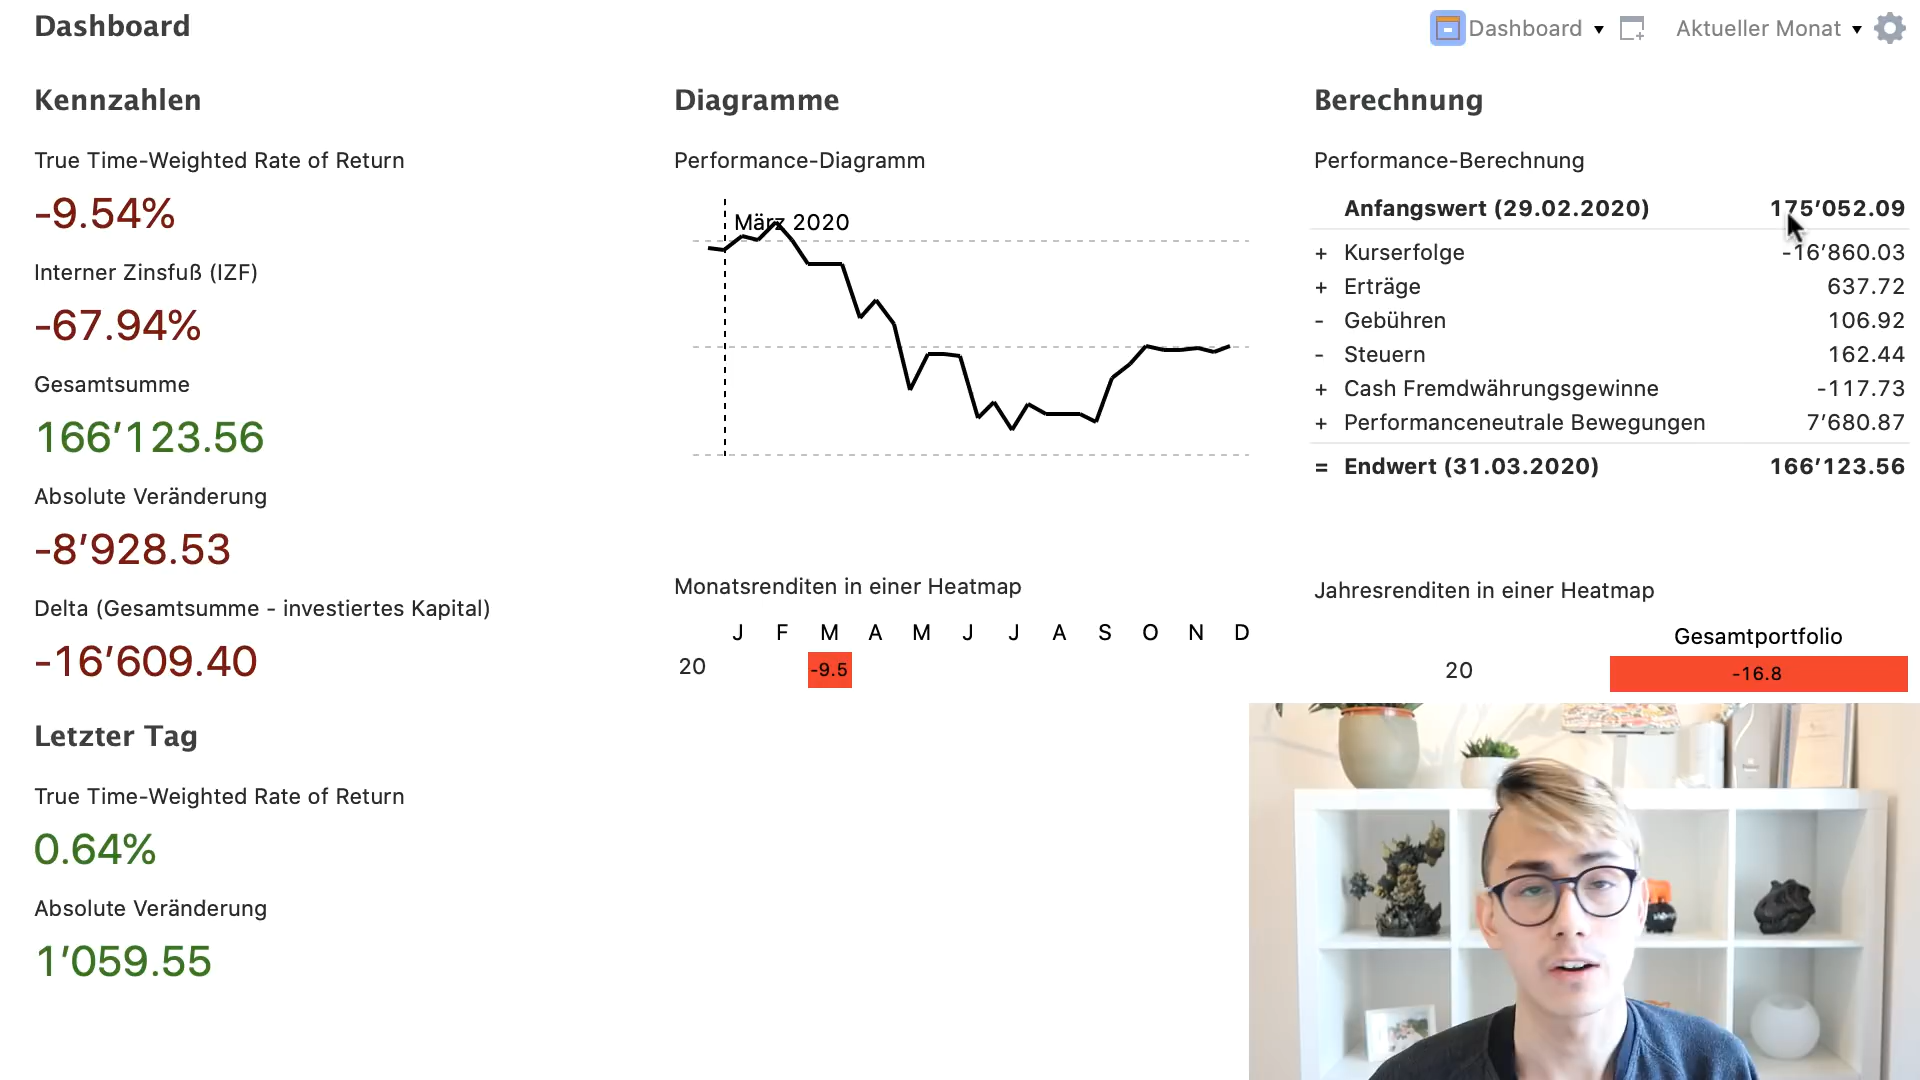 Dashboard
Dashboard
Aktueller Monat
Kennzahlen
True Time-Weighted Rate of Return
-9.54%
Interner Zinsfuß (IZF)
-67.94%
Gesamtsumme
166’123.56
Absolute Veränderung
-8’928.53
Delta (Gesamtsumme - investiertes Kapital)
-16’609.40
Letzter Tag
True Time-Weighted Rate of Return
0.64%
Absolute Veränderung
1’059.55
Diagramme
Performance-Diagramm
März 2020
Monatsrenditen in einer Heatmap
J F M A M J J A S O N D
20 -9.5
Berechnung
Performance-Berechnung
Anfangswert (29.02.2020) 175’052.09
+ Kurserfolge -16’860.03
+ Erträge 637.72
- Gebühren 106.92
- Steuern 162.44
+ Cash Fremdwährungsgewinne -117.73
+ Performanceneutrale Bewegungen 7’680.87
= Endwert (31.03.2020) 166’123.56
Jahresrenditen in einer Heatmap
Gesamtportfolio
20 -16.8